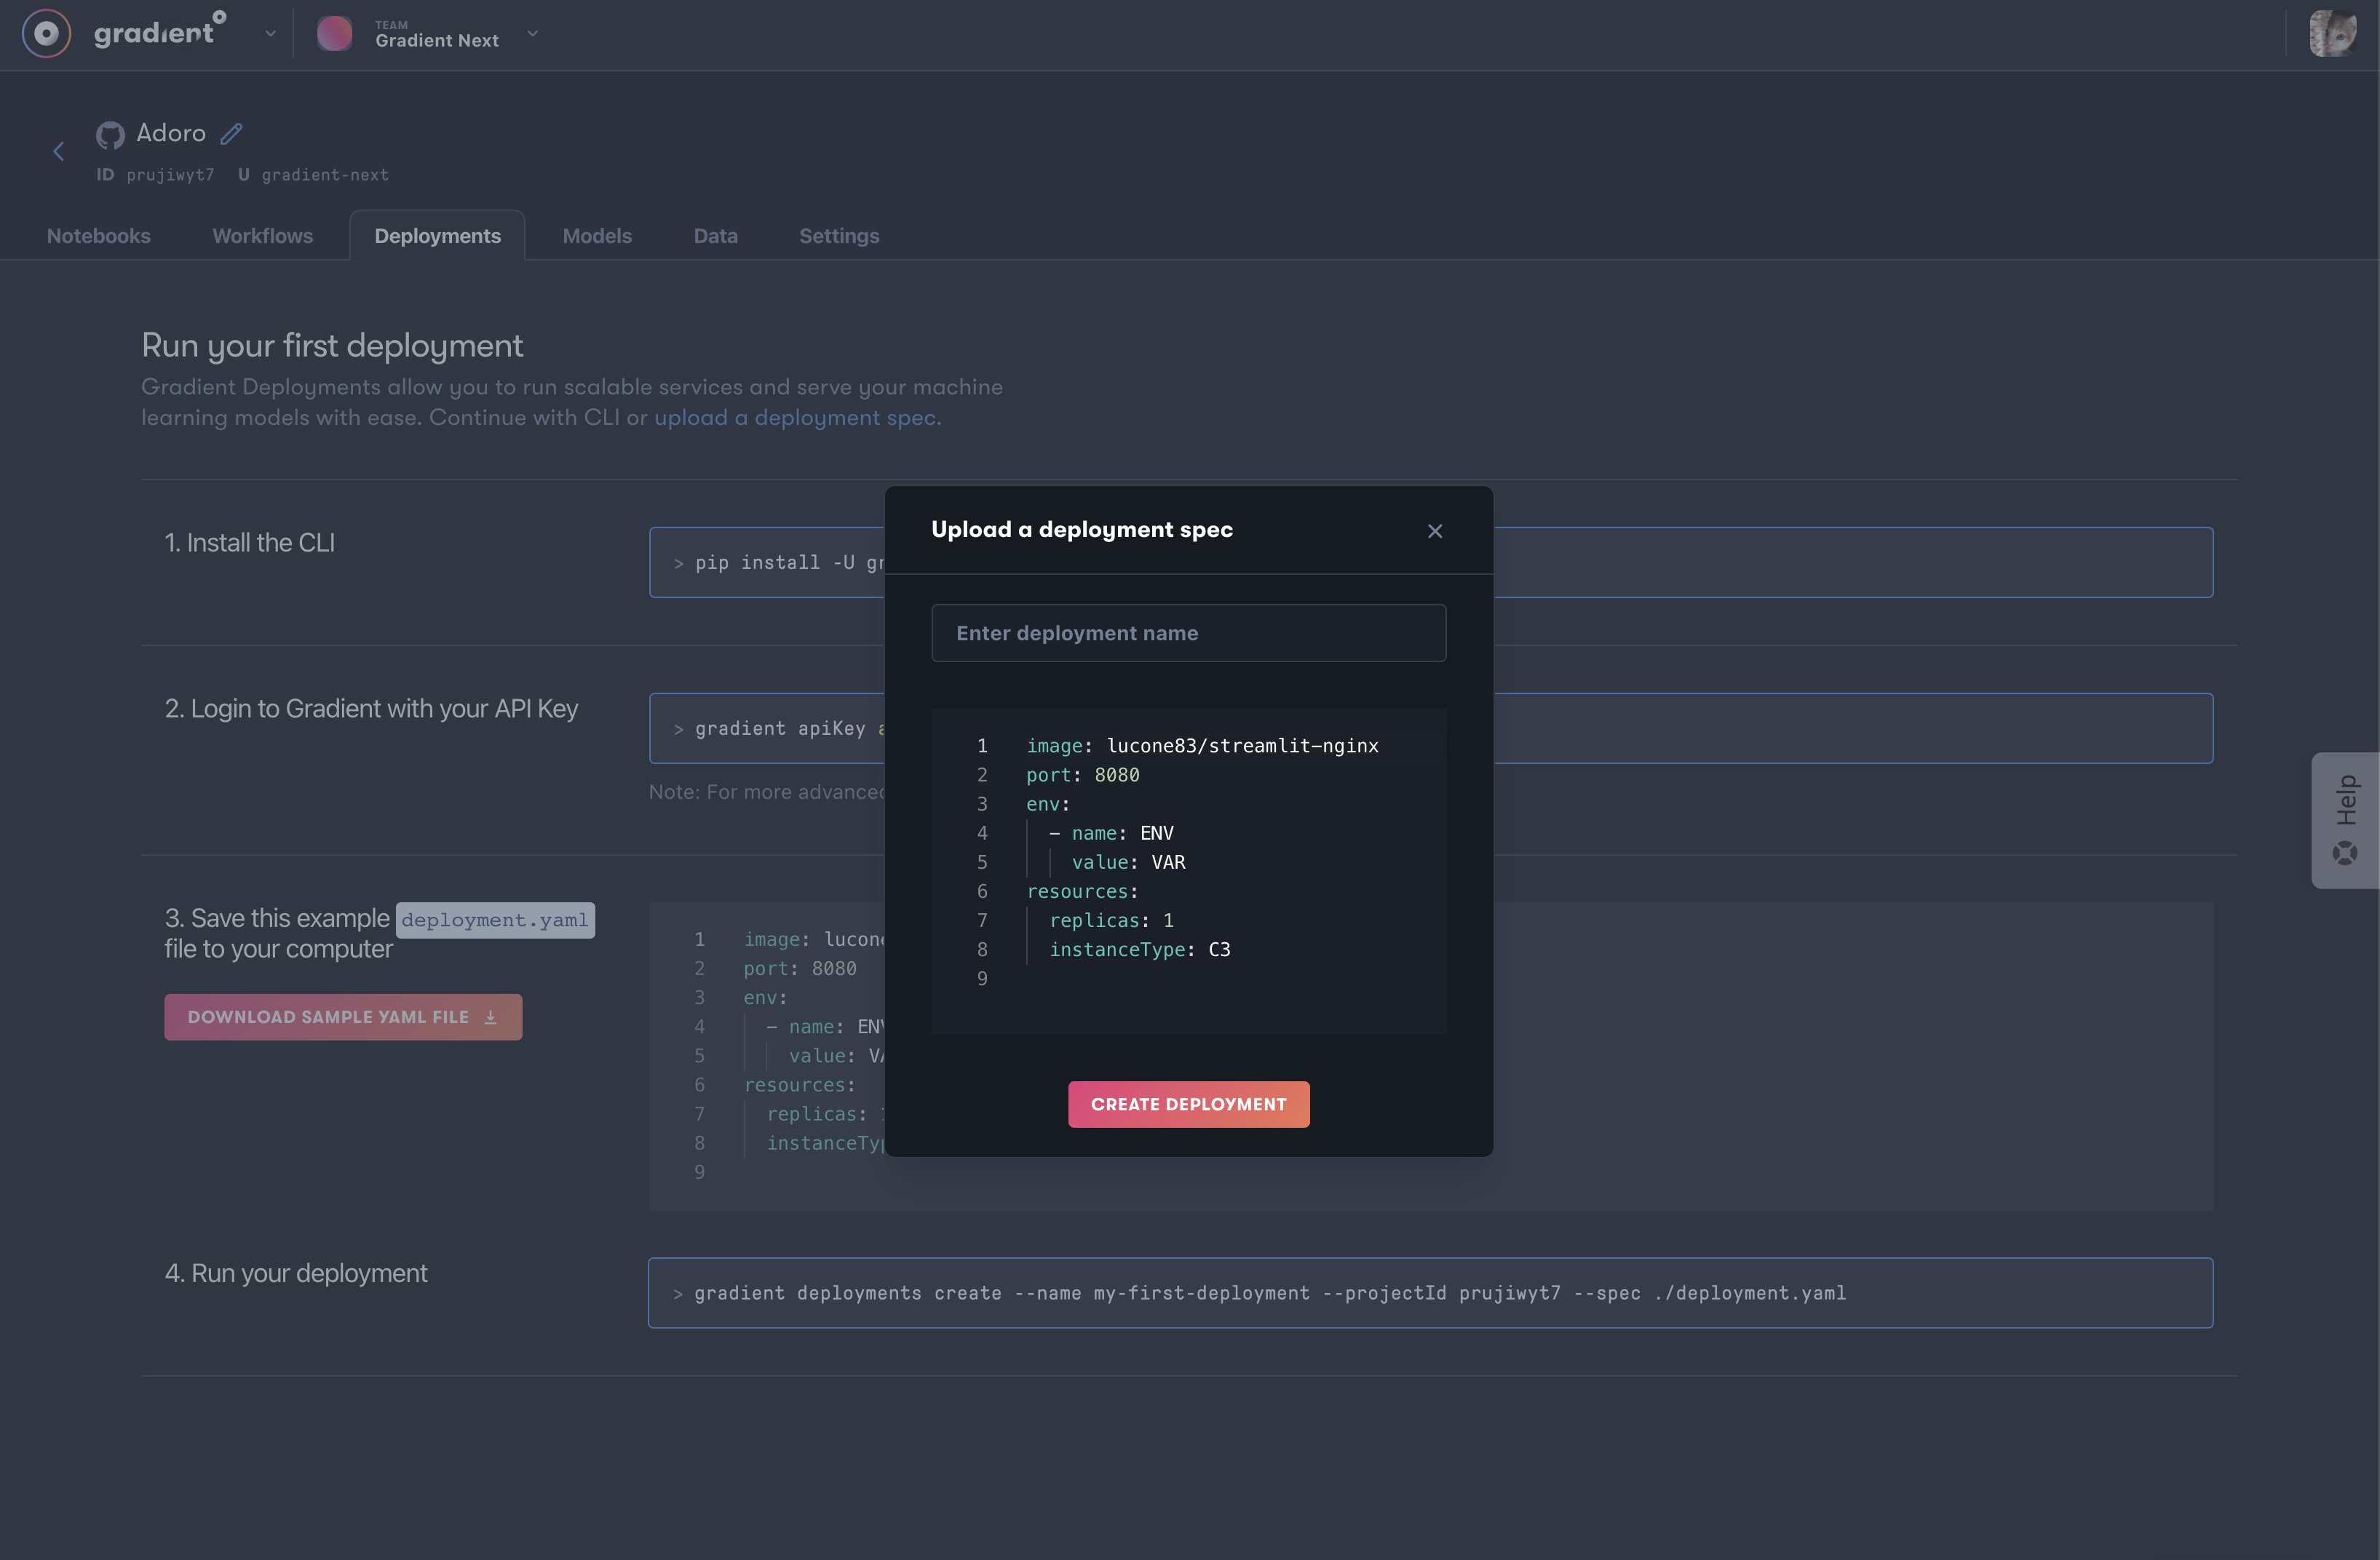 gradient
TEAM
Gradient Next
Adoro
ID prujiwyt7 U gradient-next
Notebooks Workflows Deployments Models Data Settings
Run your first deployment
Gradient Deployments allow you to run scalable services and serve your machine
learning models with ease. Continue with CLI or upload a deployment spec.
1. Install the CLI
> pip install -U
2. Login to Gradient with your API Key
> gradient apiKey
Note: For more advanced
3. Save this example deployment.yaml
file to your computer
DOWNLOAD SAMPLE YAML FILE
1 image:
2 port: 8080
3 env:
4 - name: ENV
5 value:
6 resources:
7 replicas:
8
9
4. Run your deployment
> gradient deployments create --name my-first-deployment --projectId prujiwyt7 --spec ./deployment.yaml
Upload a deployment spec
Enter deployment name
1 image: lucone83/streamlit-nginx
2 port: 8080
3 env:
4 - name: ENV
5 value: VAR
6 resources:
7 replicas: 1
8 instanceType: C3
9
CREATE DEPLOYMENT
Help